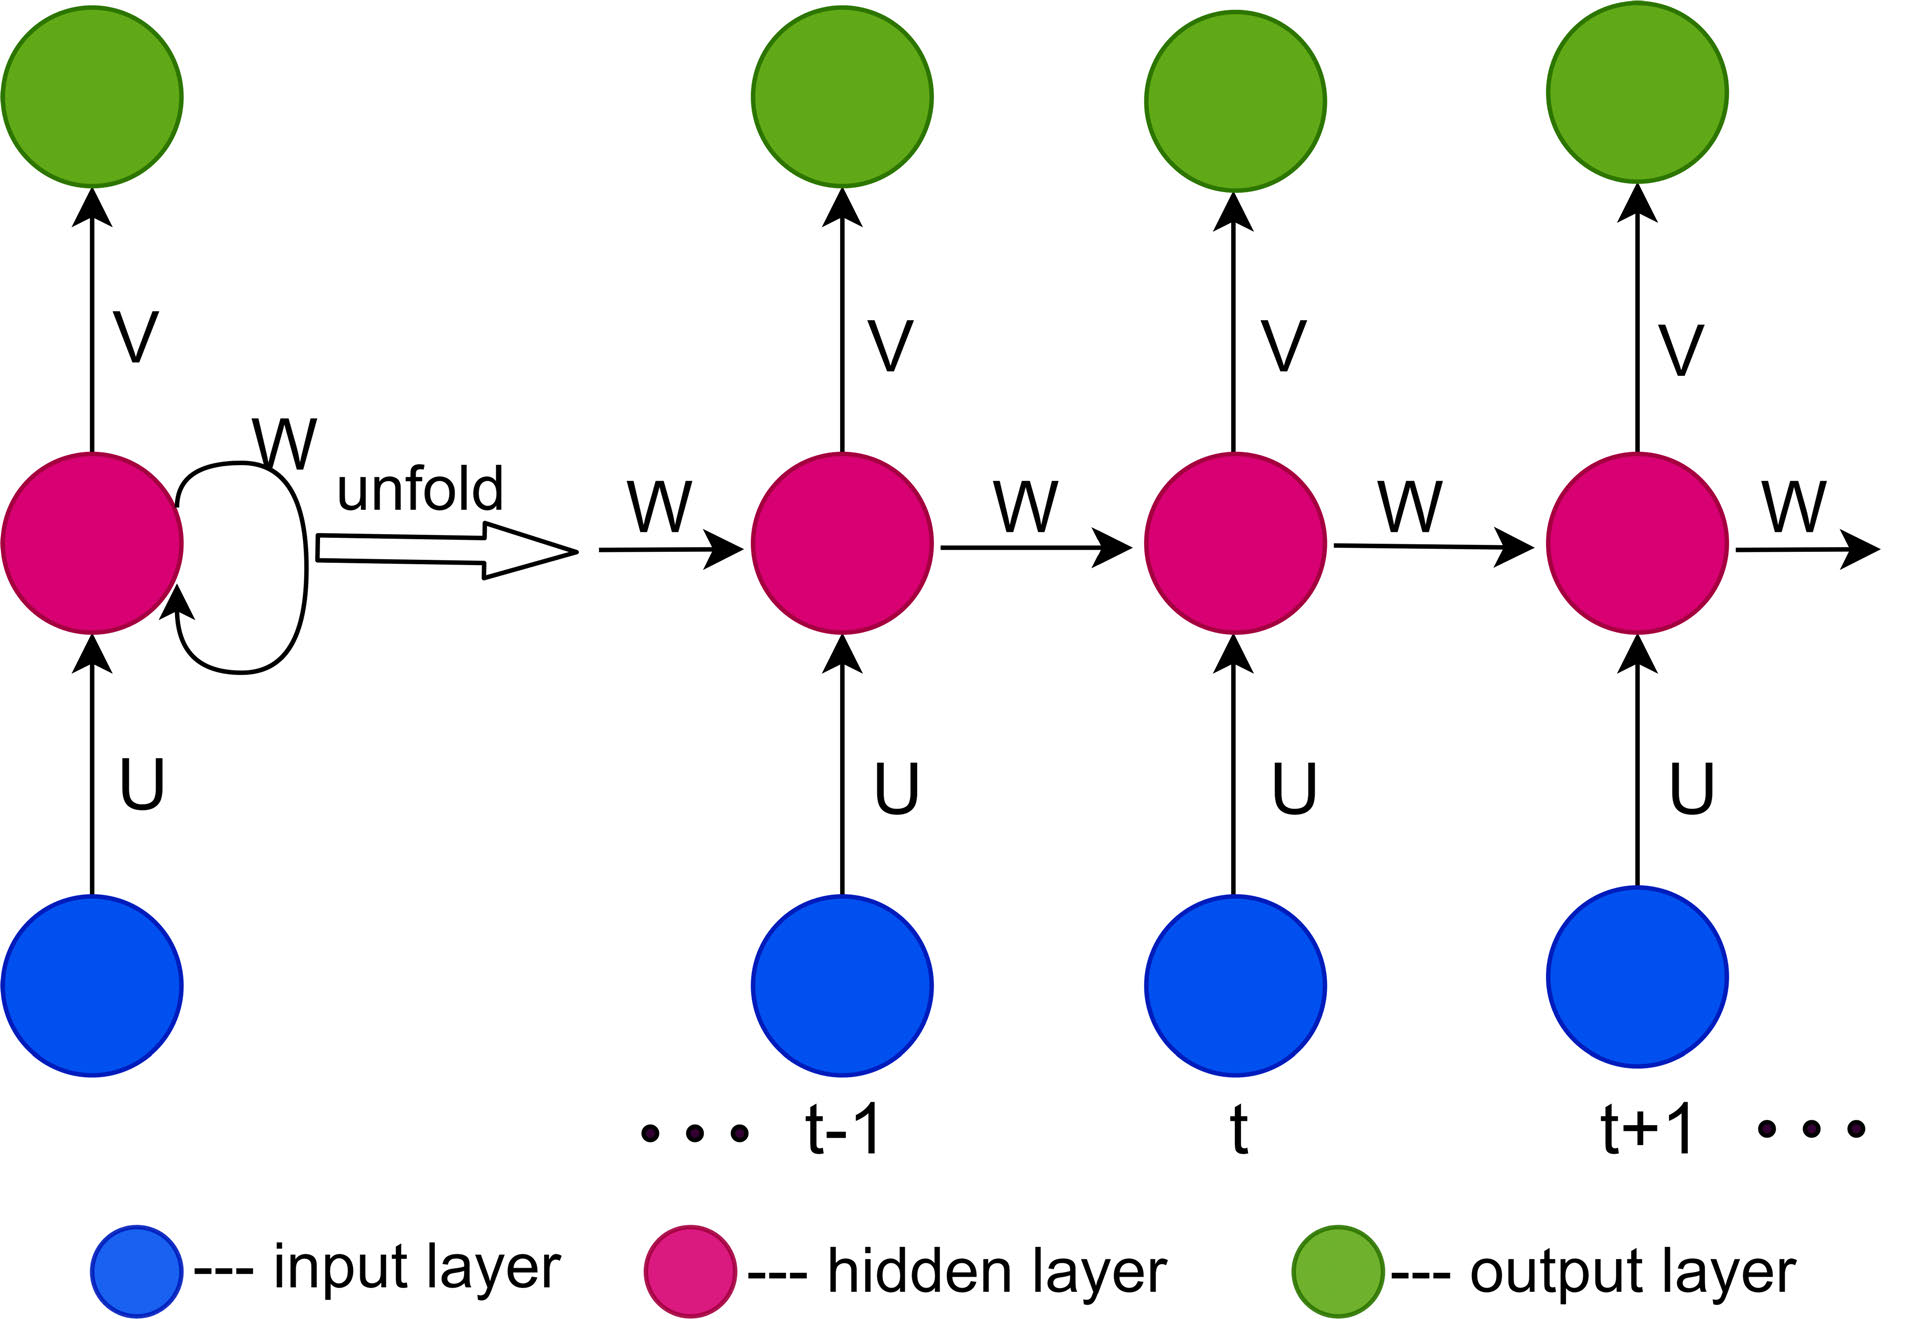 V
V
V
V
W
unfold
W
W
W
W
U
U
U
U
t-1
t
t+1
--- input layer
--- hidden layer
--- output layer